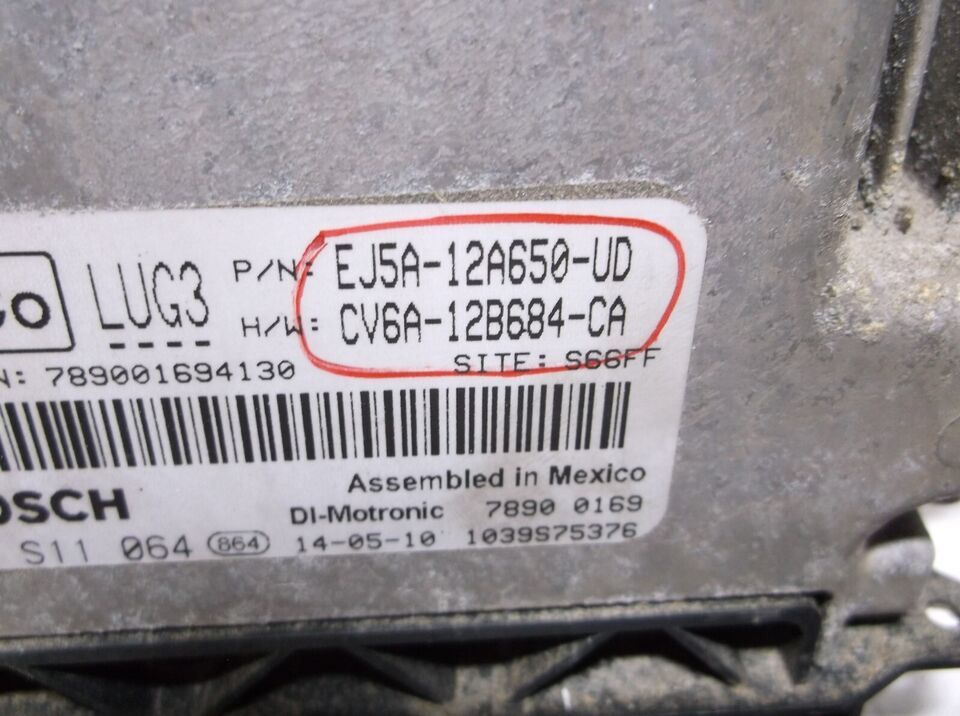 LUG3
P/N: EJ5A-12A650-UD
H/W: CV6A-12B684-CA
SITE: S66FF
N: 789001694130
Assembled in Mexico
OSCH
DI-Motronic 7890 0169
S11 064 864 14-05-10 1039S75376